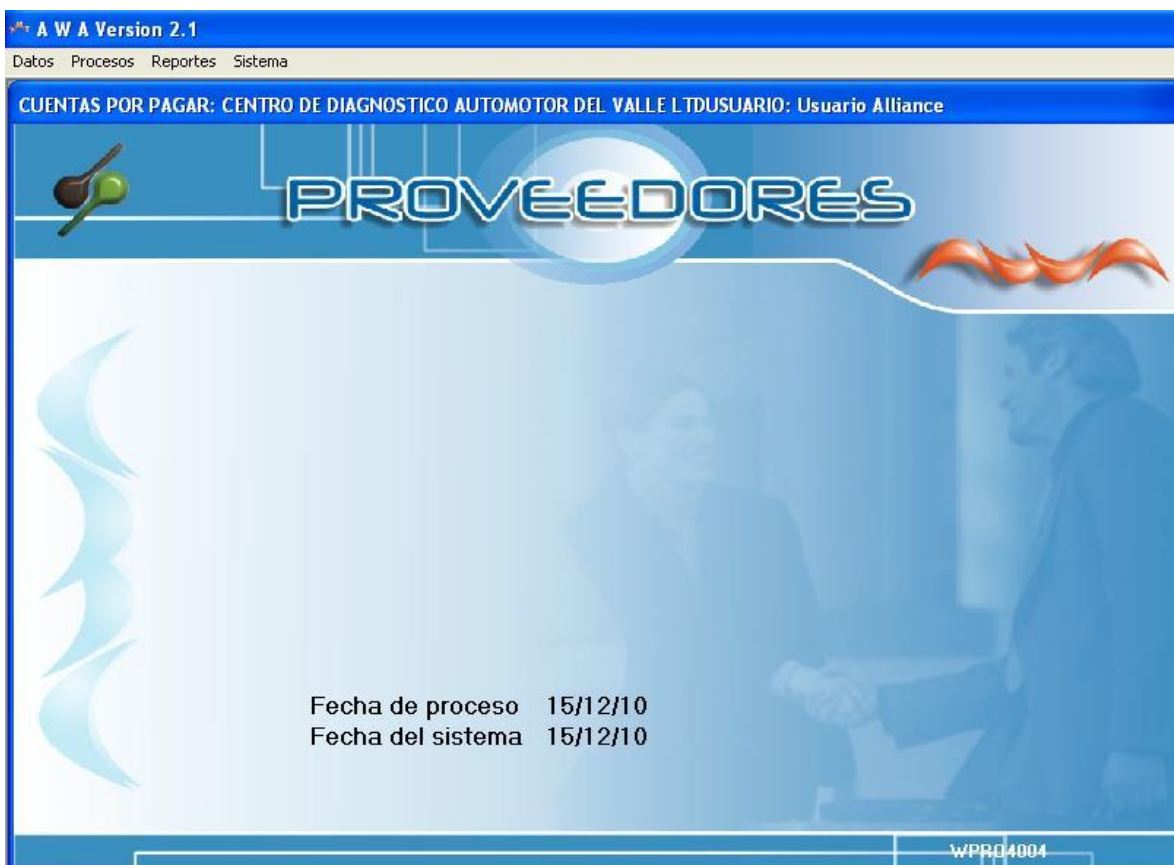 A W A Version 2.1
Datos Procesos Reportes Sistema
CUENTAS POR PAGAR: CENTRO DE DIAGNOSTICO AUTOMOTOR DEL VALLE LTDUSUARIO: Usuario Alliance
PROVEEDORES
Fecha de proceso 15/12/10
Fecha del sistema 15/12/10
WPRO4004